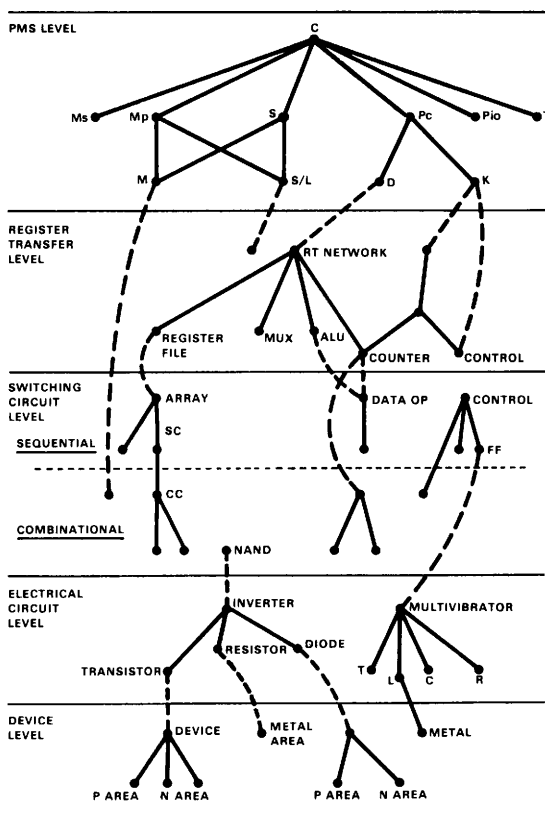 PMS LEVEL
C
Ms
Mp
S
Pc
Pio
M
S/L
D
K
REGISTER
TRANSFER
LEVEL
RT NETWORK
REGISTER
FILE
MUX
ALU
COUNTER
CONTROL
SWITCHING
CIRCUIT
LEVEL
ARRAY
DATA OP
CONTROL
SC
SEQUENTIAL
FF
CC
COMBINATIONAL
NAND
ELECTRICAL
CIRCUIT
LEVEL
INVERTER
MULTIVIBRATOR
RESISTOR
DIODE
TRANSISTOR
T
L
C
R
DEVICE
LEVEL
DEVICE
METAL
AREA
METAL
P AREA
N AREA
P AREA
N AREA